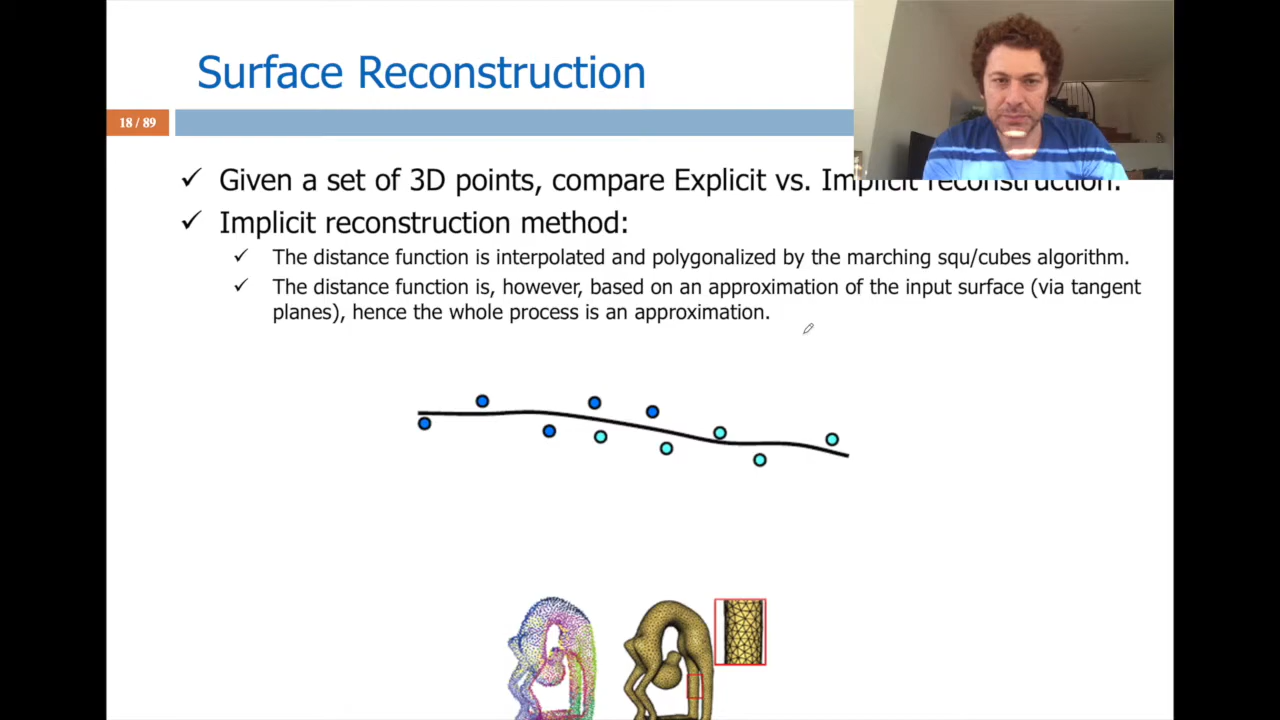 Surface Reconstruction
18 / 89
✓ Given a set of 3D points, compare Explicit vs. Implicit reconstruction.
✓ Implicit reconstruction method:
✓ The distance function is interpolated and polygonalized by the marching squ/cubes algorithm.
✓ The distance function is, however, based on an approximation of the input surface (via tangent
planes), hence the whole process is an approximation.